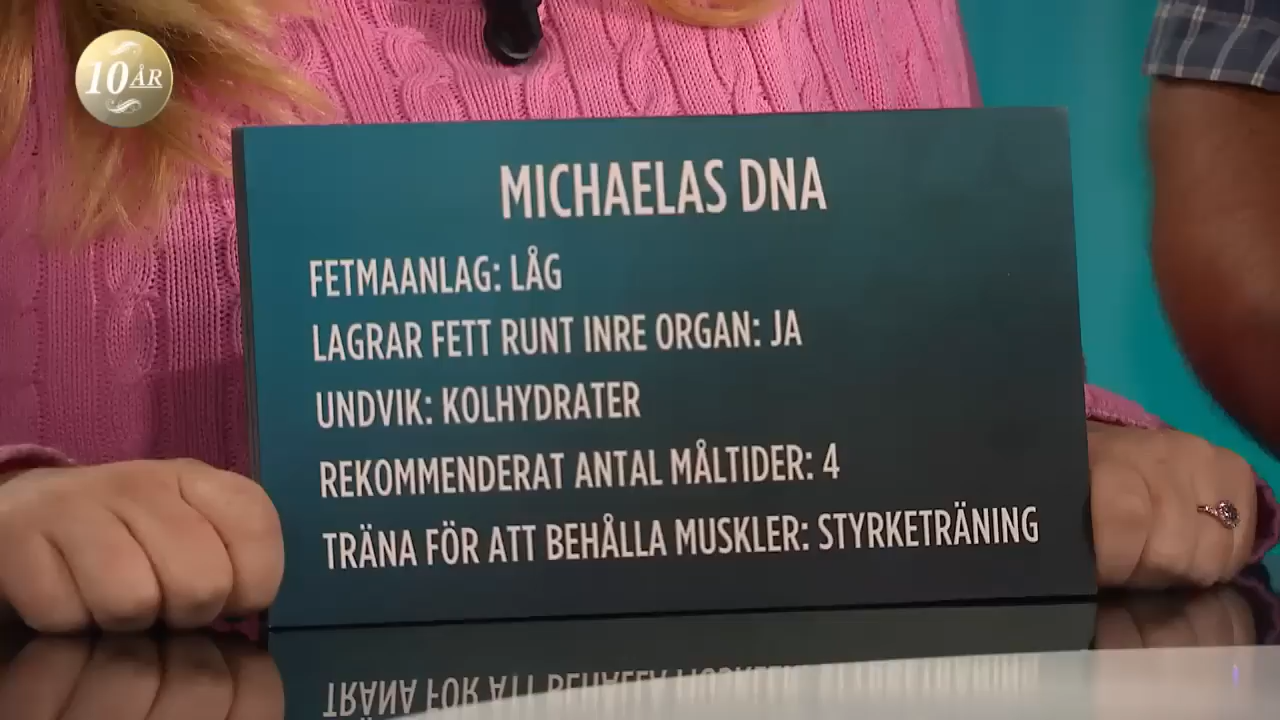 10 ÅR
MICHAELAS DNA
FETMAANLAG: LÅG
LAGRAR FETT RUNT INRE ORGAN: JA
UNDVIK: KOLHYDRATER
REKOMMENDERAT ANTAL MÅLTIDER: 4
TRÄNA FÖR ATT BEHÅLLA MUSKLER: STYRKETRÄNING